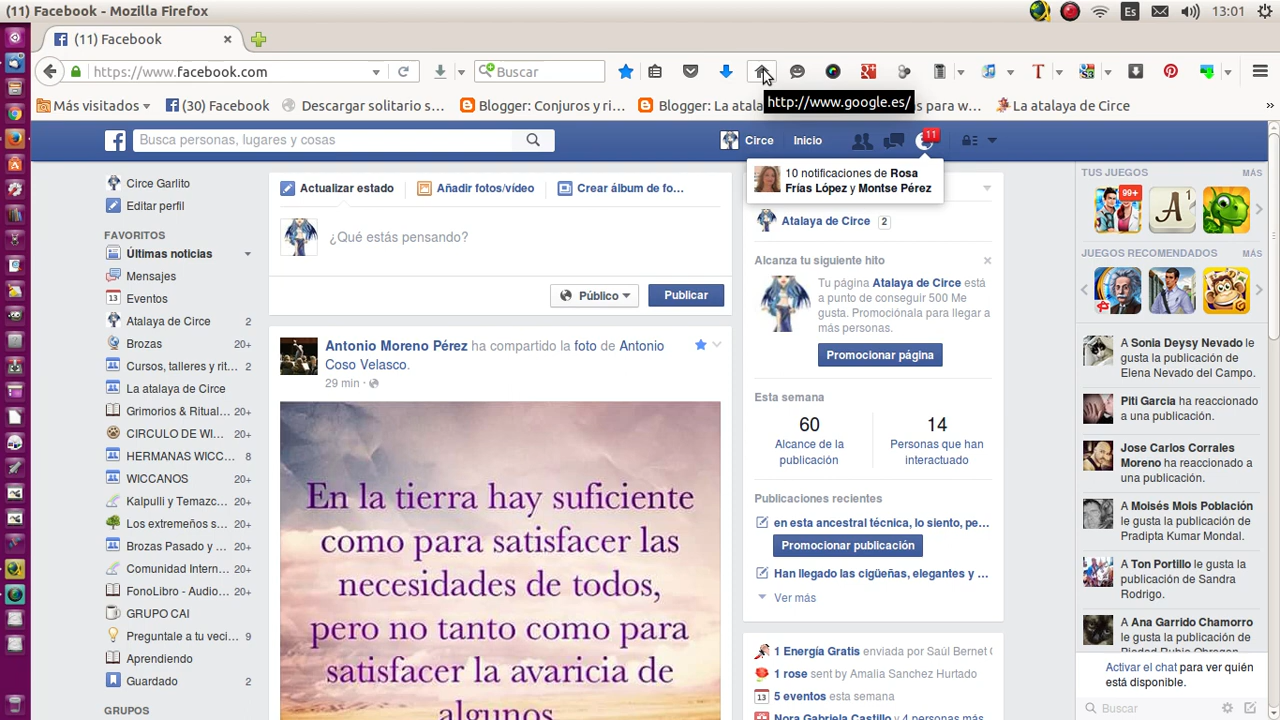 (11) Facebook - Mozilla Firefox
Es
13:01
(11) Facebook
https://www.facebook.com
Buscar
Más visitados
(30) Facebook
Descargar solitario s...
Blogger: Conjuros y ri...
Blogger: La atala
s para w...
La atalaya de Circe
http://www.google.es/
Busca personas, lugares y cosas
Circe
Inicio
11
10 notificaciones de Rosa
Frías López y Montse Pérez
Circe Garlito
Editar perfil
FAVORITOS
Últimas noticias
Mensajes
Eventos
Atalaya de Circe 2
Brozas 20+
Cursos, talleres y rit... 2
La atalaya de Circe
Grimorios & Ritual... 20+
CIRCULO DE WI... 20+
HERMANAS WICC... 8
WICCANOS 20+
Kalpulli y Temazc... 20+
Los extremeños s... 20+
Brozas Pasado y ... 20+
Comunidad Intern... 20+
FonoLibro - Audio... 20+
GRUPO CAI
Preguntale a tu veci... 9
Aprendiendo
Guardado 2
GRUPOS
Actualizar estado
Añadir fotos/vídeo
Crear álbum de fo...
¿Qué estás pensando?
Público
Publicar
Antonio Moreno Pérez ha compartido la foto de Antonio
Coso Velasco.
29 min ·
En la tierra hay suficiente
como para satisfacer las
necesidades de todos,
pero no tanto como para
satisfacer la avaricia de
algunos
Atalaya de Circe 2
Alcanza tu siguiente hito
Tu página Atalaya de Circe está
a punto de conseguir 500 Me
gusta. Promociónala para llegar a
más personas.
Promocionar página
Esta semana
60
Alcance de la
publicación
14
Personas que han
interactuado
Publicaciones recientes
en esta ancestral técnica, lo siento, pe...
Promocionar publicación
Han llegado las cigüeñas, elegantes y ...
Ver más
1 Energía Gratis enviada por Saúl Bernet
1 rose sent by Amalia Sanchez Hurtado
5 eventos esta semana
Nora Gabriela Castillo y 4 personas más
TUS JUEGOS MÁS
99+
A
1
JUEGOS RECOMENDADOS MÁS
A Sonia Deysy Nevado le
gusta la publicación de
Elena Nevado del Campo.
Piti Garcia ha reaccionado
a una publicación.
Jose Carlos Corrales
Moreno ha reaccionado a
una publicación.
A Moisés Mois Población
le gusta la publicación de
Pradipta Kumar Mondal.
A Ton Portillo le gusta la
publicación de Sandra
Rodrigo.
A Ana Garrido Chamorro
le gusta la publicación de
Piedad Rubio Obregon
Activar el chat para ver quién
está disponible.
Buscar